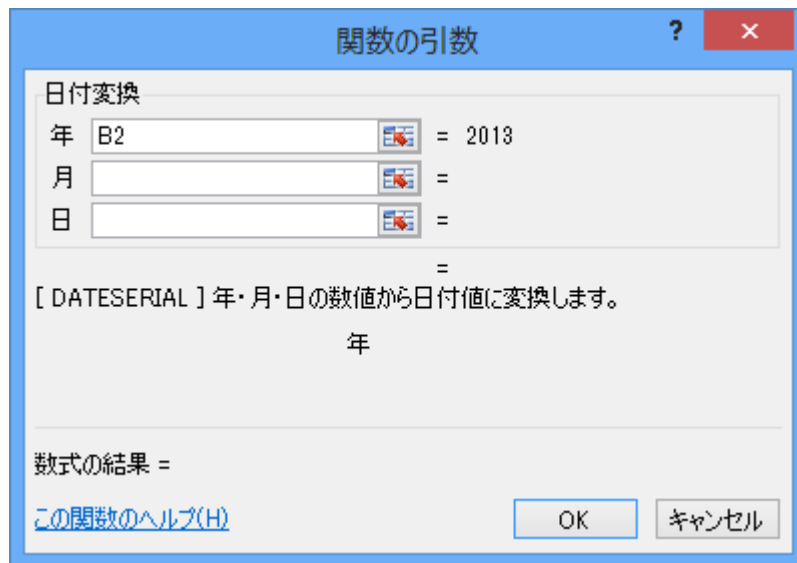 関数の引数 ?
日付変換
年 B2 = 2013
月 =
日 =
=
[ DATESERIAL ] 年・月・日の数値から日付値に変換します。
年
数式の結果 =
この関数のヘルプ(H) OK キャンセル